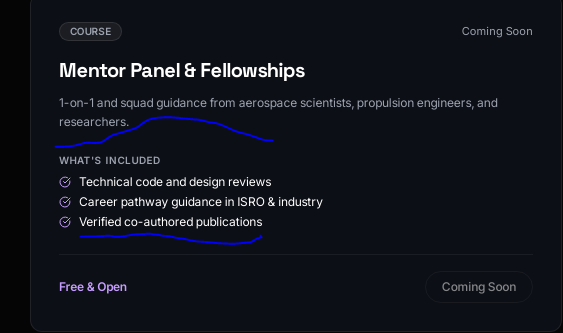 COURSE
Coming Soon
Mentor Panel & Fellowships
1-on-1 and squad guidance from aerospace scientists, propulsion engineers, and
researchers.
WHAT'S INCLUDED
Technical code and design reviews
Career pathway guidance in ISRO & industry
Verified co-authored publications
Free & Open
Coming Soon